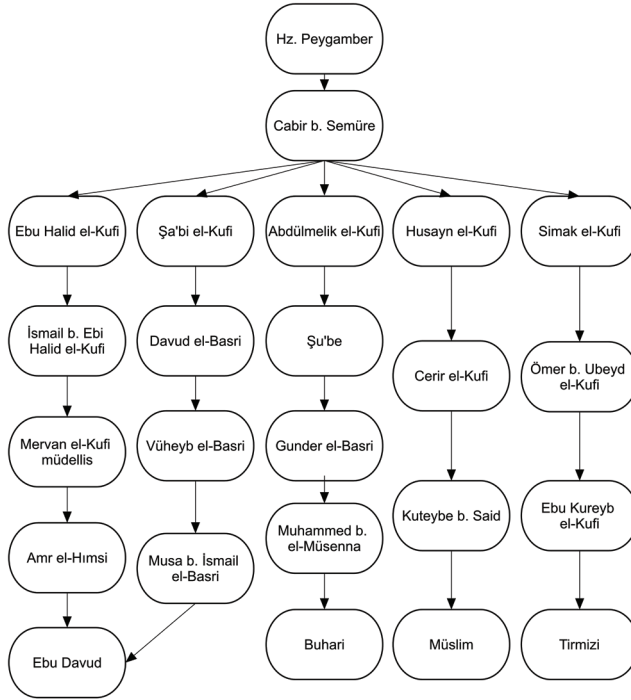 Hz. Peygamber
Cabir b. Semüre
Ebu Halid el-Kufi
Şa'bi el-Kufi
Abdülmelik el-Kufi
Husayn el-Kufi
Simak el-Kufi
İsmail b. Ebi
Halid el-Kufi
Davud el-Basri
Şu'be
Cerir el-Kufi
Ömer b. Ubeyd
el-Kufi
Mervan el-Kufi
müdellis
Vüheyb el-Basri
Gunder el-Basri
Kuteybe b. Said
Ebu Kureyb
el-Kufi
Amr el-Hımsi
Musa b. İsmail
el-Basri
Muhammed b.
el-Müsenna
Ebu Davud
Buhari
Müslim
Tirmizi